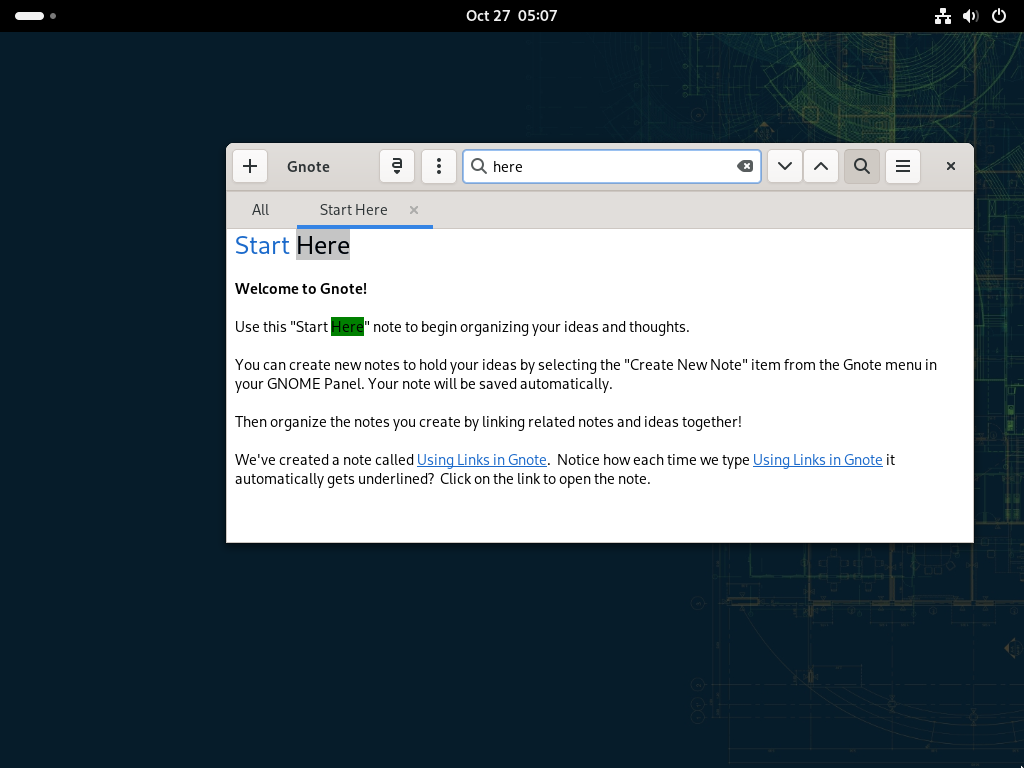 Oct 27 05:07
Gnote
here
All
Start Here
Start Here
Welcome to Gnote!
Use this "Start Here" note to begin organizing your ideas and thoughts.
You can create new notes to hold your ideas by selecting the "Create New Note" item from the Gnote menu in
your GNOME Panel. Your note will be saved automatically.
Then organize the notes you create by linking related notes and ideas together!
We've created a note called Using Links in Gnote.  Notice how each time we type Using Links in Gnote it
automatically gets underlined?  Click on the link to open the note.